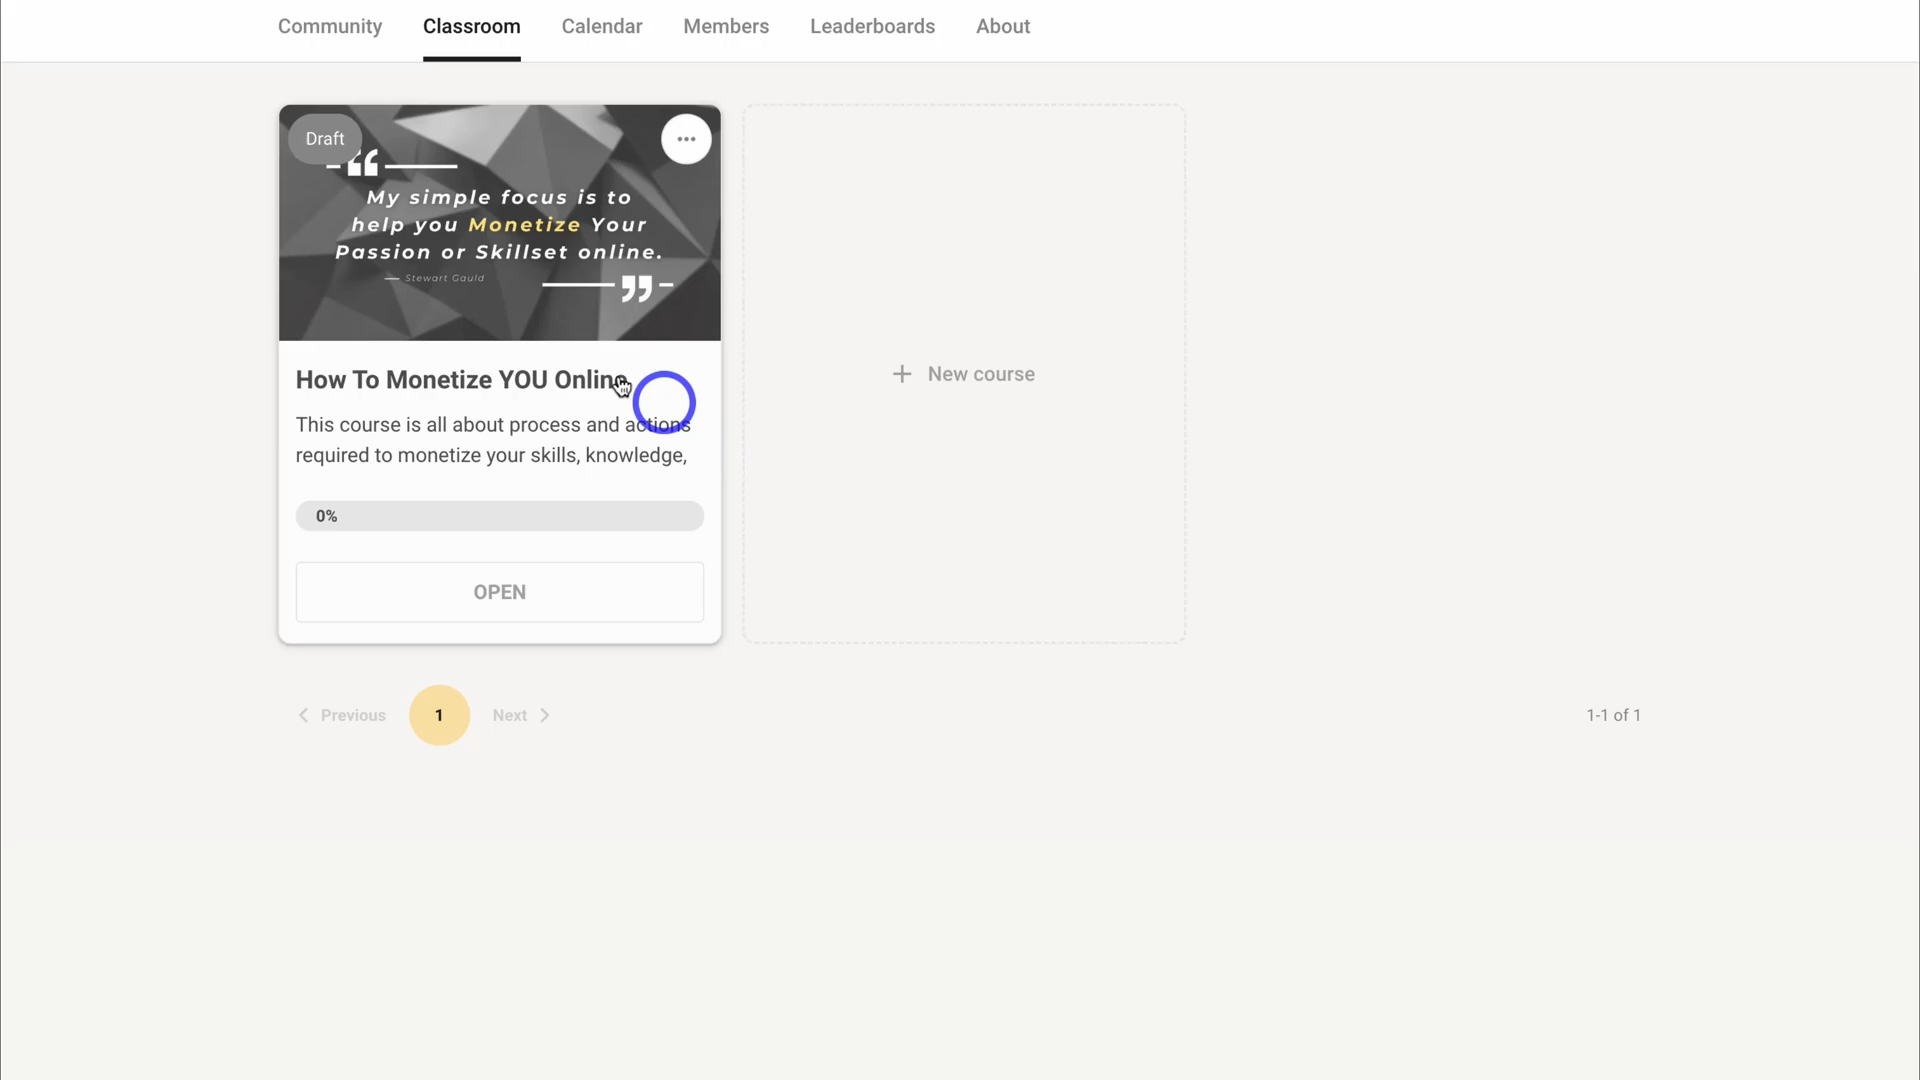 Community Classroom Calendar Members Leaderboards About
Draft
“
My simple focus is to
help you Monetize Your
Passion or Skillset online.
— Stewart Gauld
”
How To Monetize YOU Online
This course is all about process and actions
required to monetize your skills, knowledge,
0%
OPEN
+ New course
Previous 1 Next
1-1 of 1